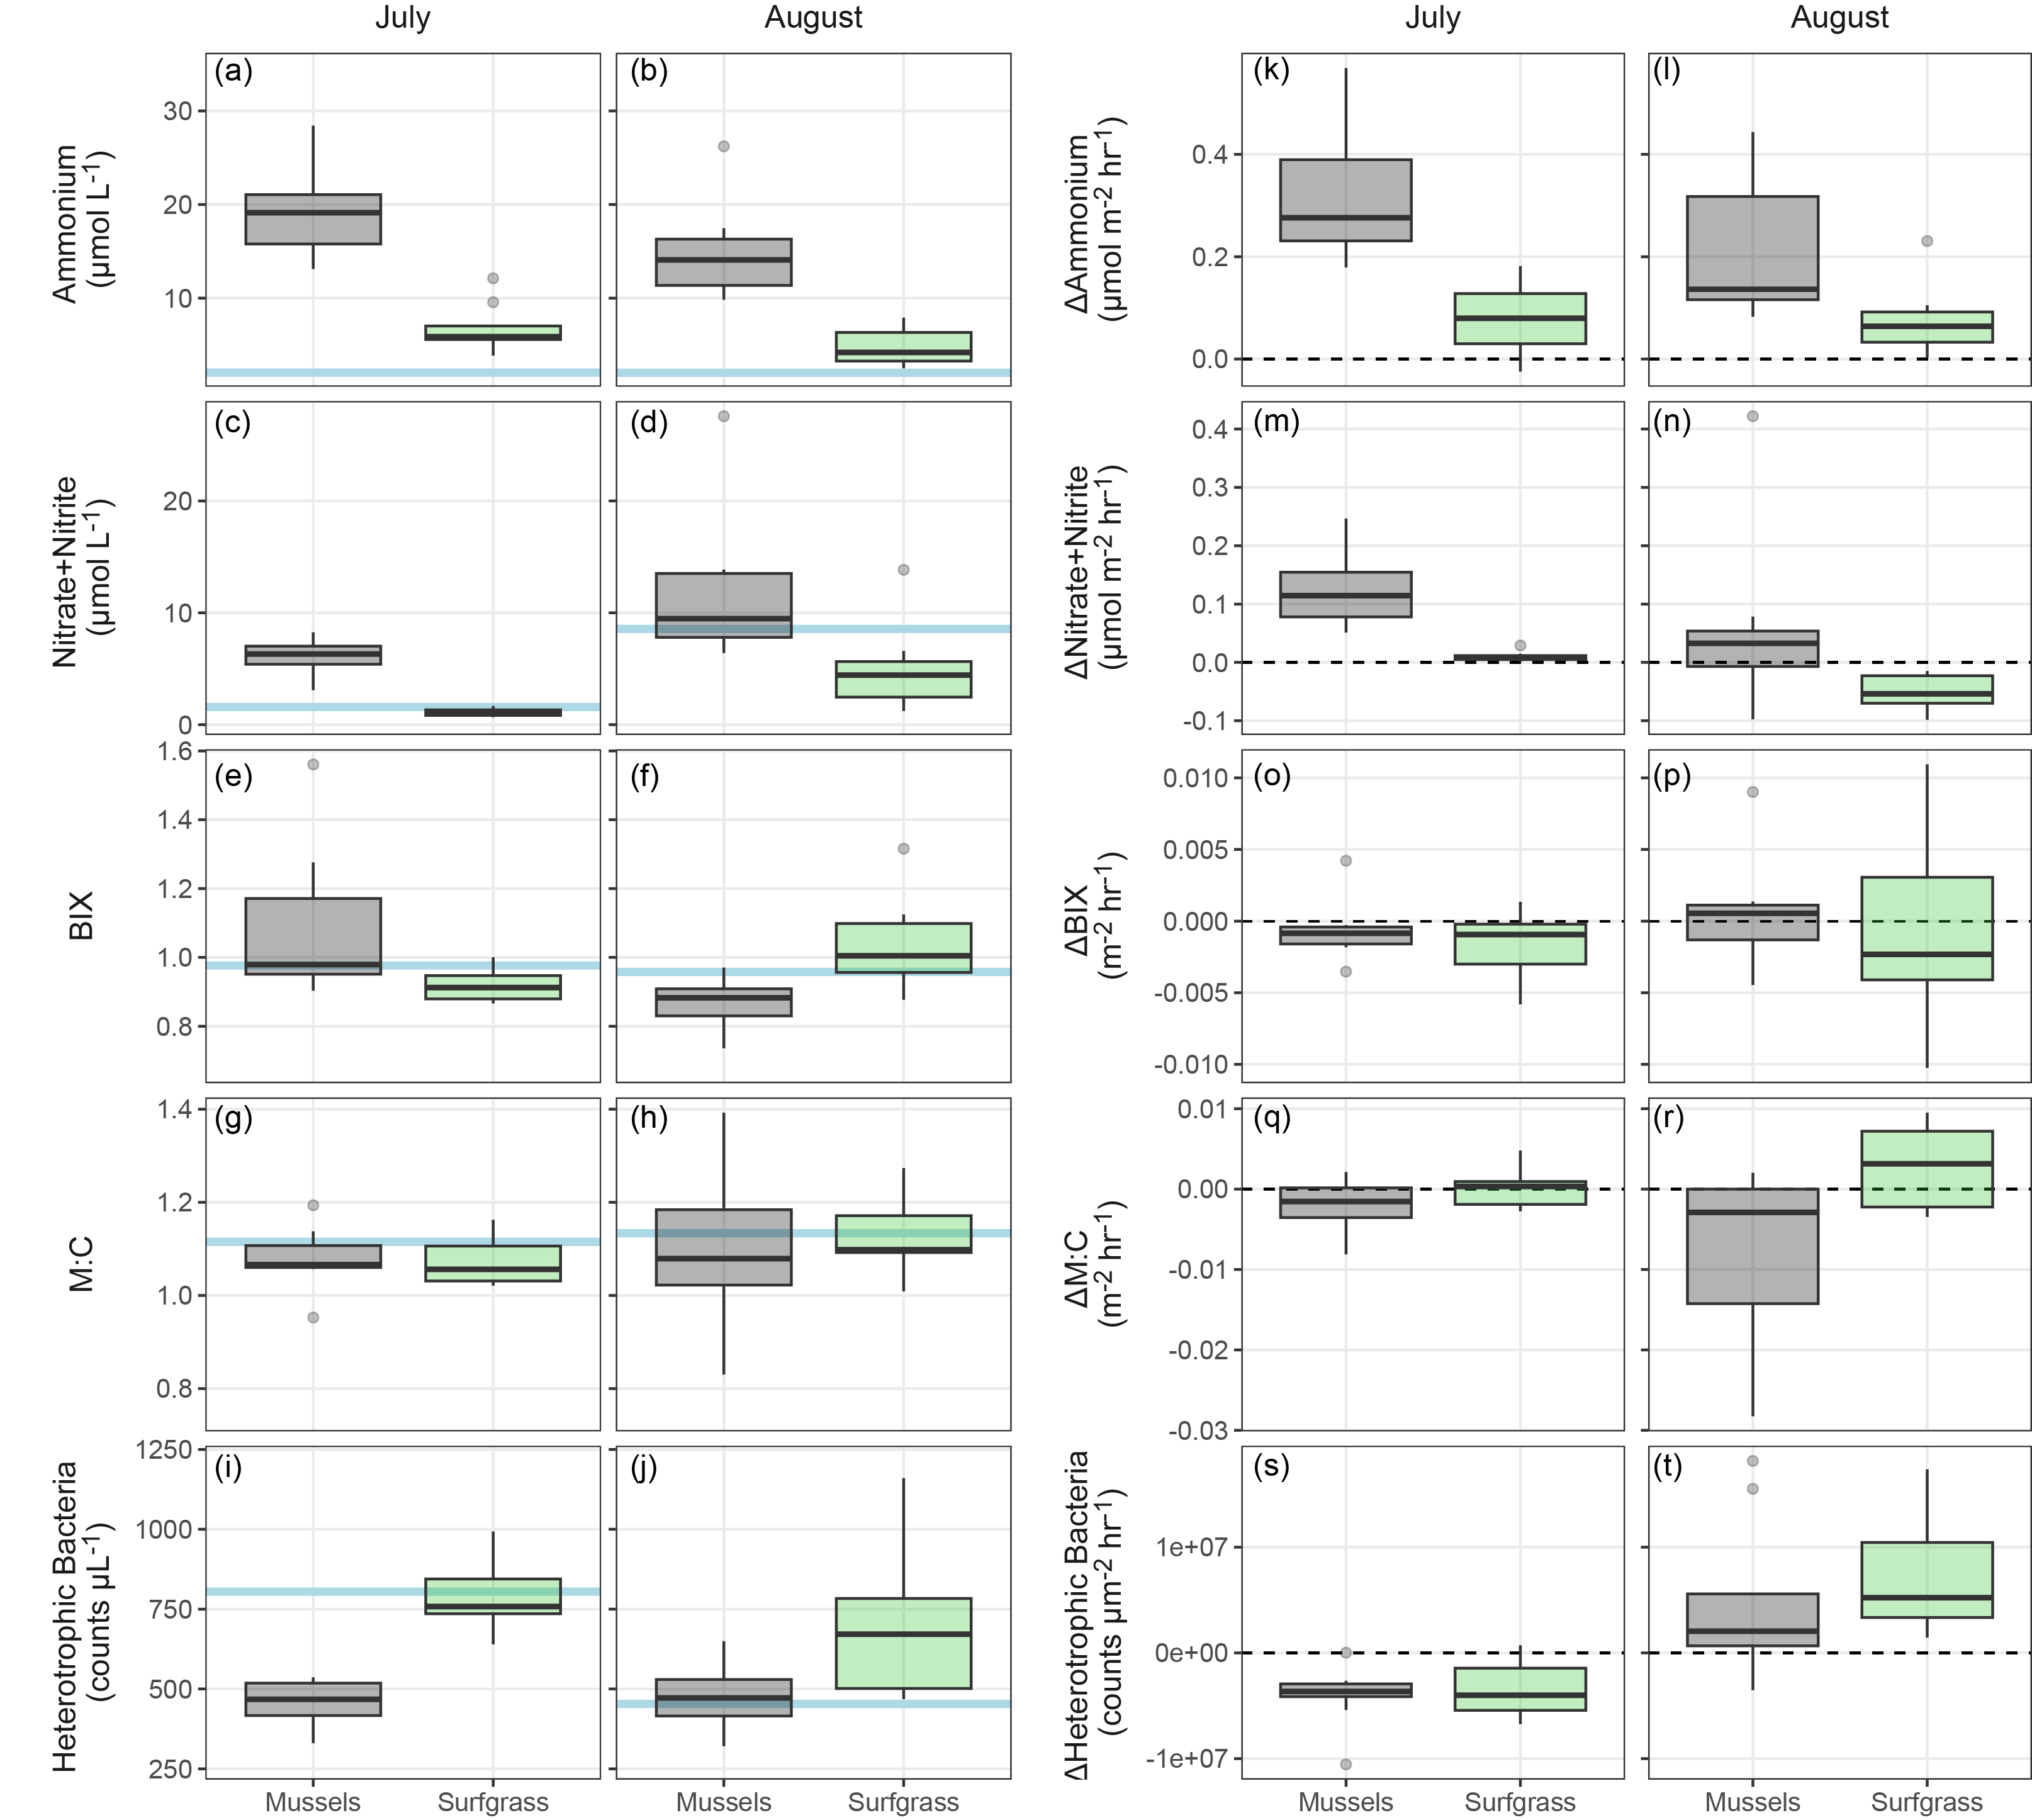 July
August
(a)
(b)
Ammonium
(µmol L-1)
30
20
10
(c)
(d)
Nitrate+Nitrite
(µmol L-1)
20
10
0
(e)
(f)
BIX
1.6
1.4
1.2
1.0
0.8
(g)
(h)
M:C
1.4
1.2
1.0
0.8
(i)
(j)
Heterotrophic Bacteria
(counts µL-1)
1250
1000
750
500
250
Mussels
Surfgrass
Mussels
Surfgrass
July
August
(k)
(l)
ΔAmmonium
(µmol m-2 hr-1)
0.4
0.2
0.0
(m)
(n)
ΔNitrate+Nitrite
(µmol m-2 hr-1)
0.4
0.3
0.2
0.1
0.0
-0.1
(o)
(p)
ΔBIX
(m-2 hr-1)
0.010
0.005
0.000
-0.005
-0.010
(q)
(r)
ΔM:C
(m-2 hr-1)
0.01
0.00
-0.01
-0.02
-0.03
(s)
(t)
ΔHeterotrophic Bacteria
(counts µm-2 hr-1)
1e+07
0e+00
-1e+07
Mussels
Surfgrass
Mussels
Surfgrass